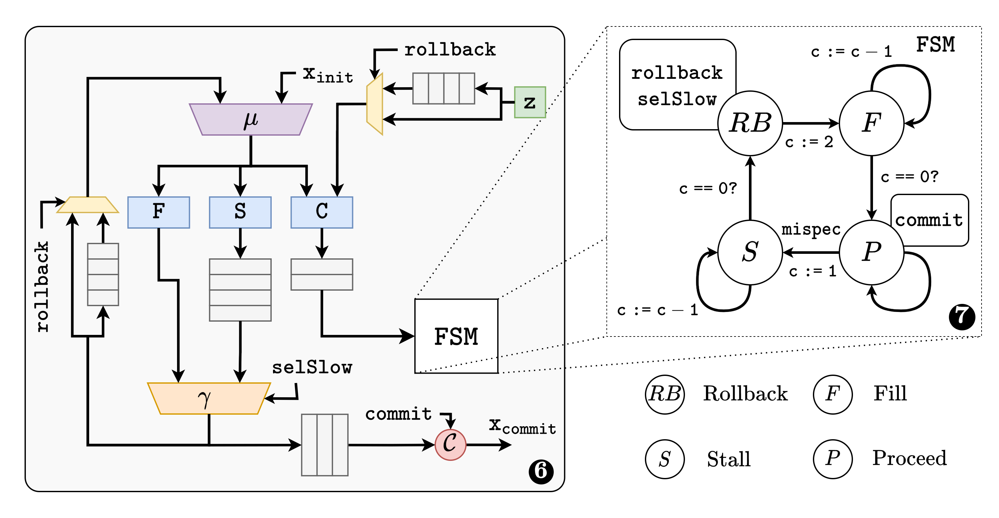 rollback
x_init
z
μ
F
S
C
rollback
FSM
selSlow
γ
commit
x_commit
𝒞
6
FSM
c := c − 1
rollback
selSlow
RB
F
c := 2
c == 0?
c == 0?
commit
mispec
S
P
c := 1
c := c − 1
7
RB Rollback
F Fill
S Stall
P Proceed